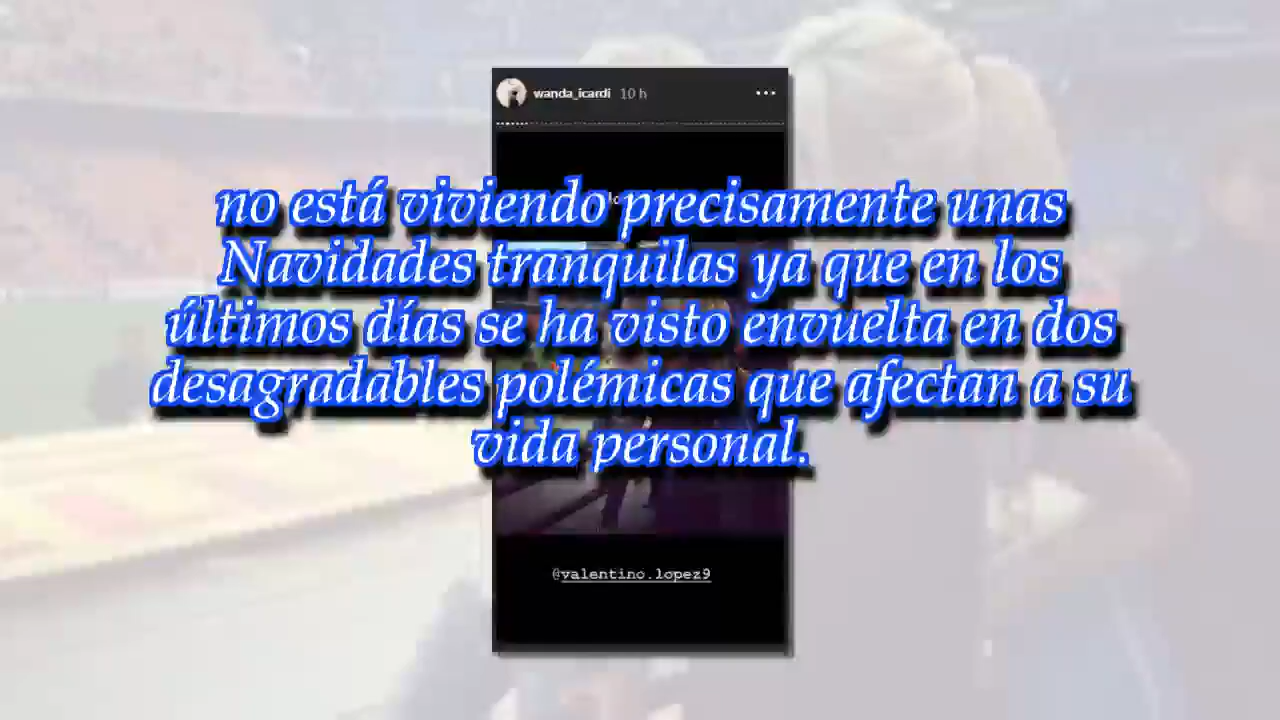 wanda_icardi 10 h
no está viviendo precisamente unas
Navidades tranquilas ya que en los
últimos días se ha visto envuelta en dos
desagradables polémicas que afectan a su
vida personal.
@valentino.lopez9